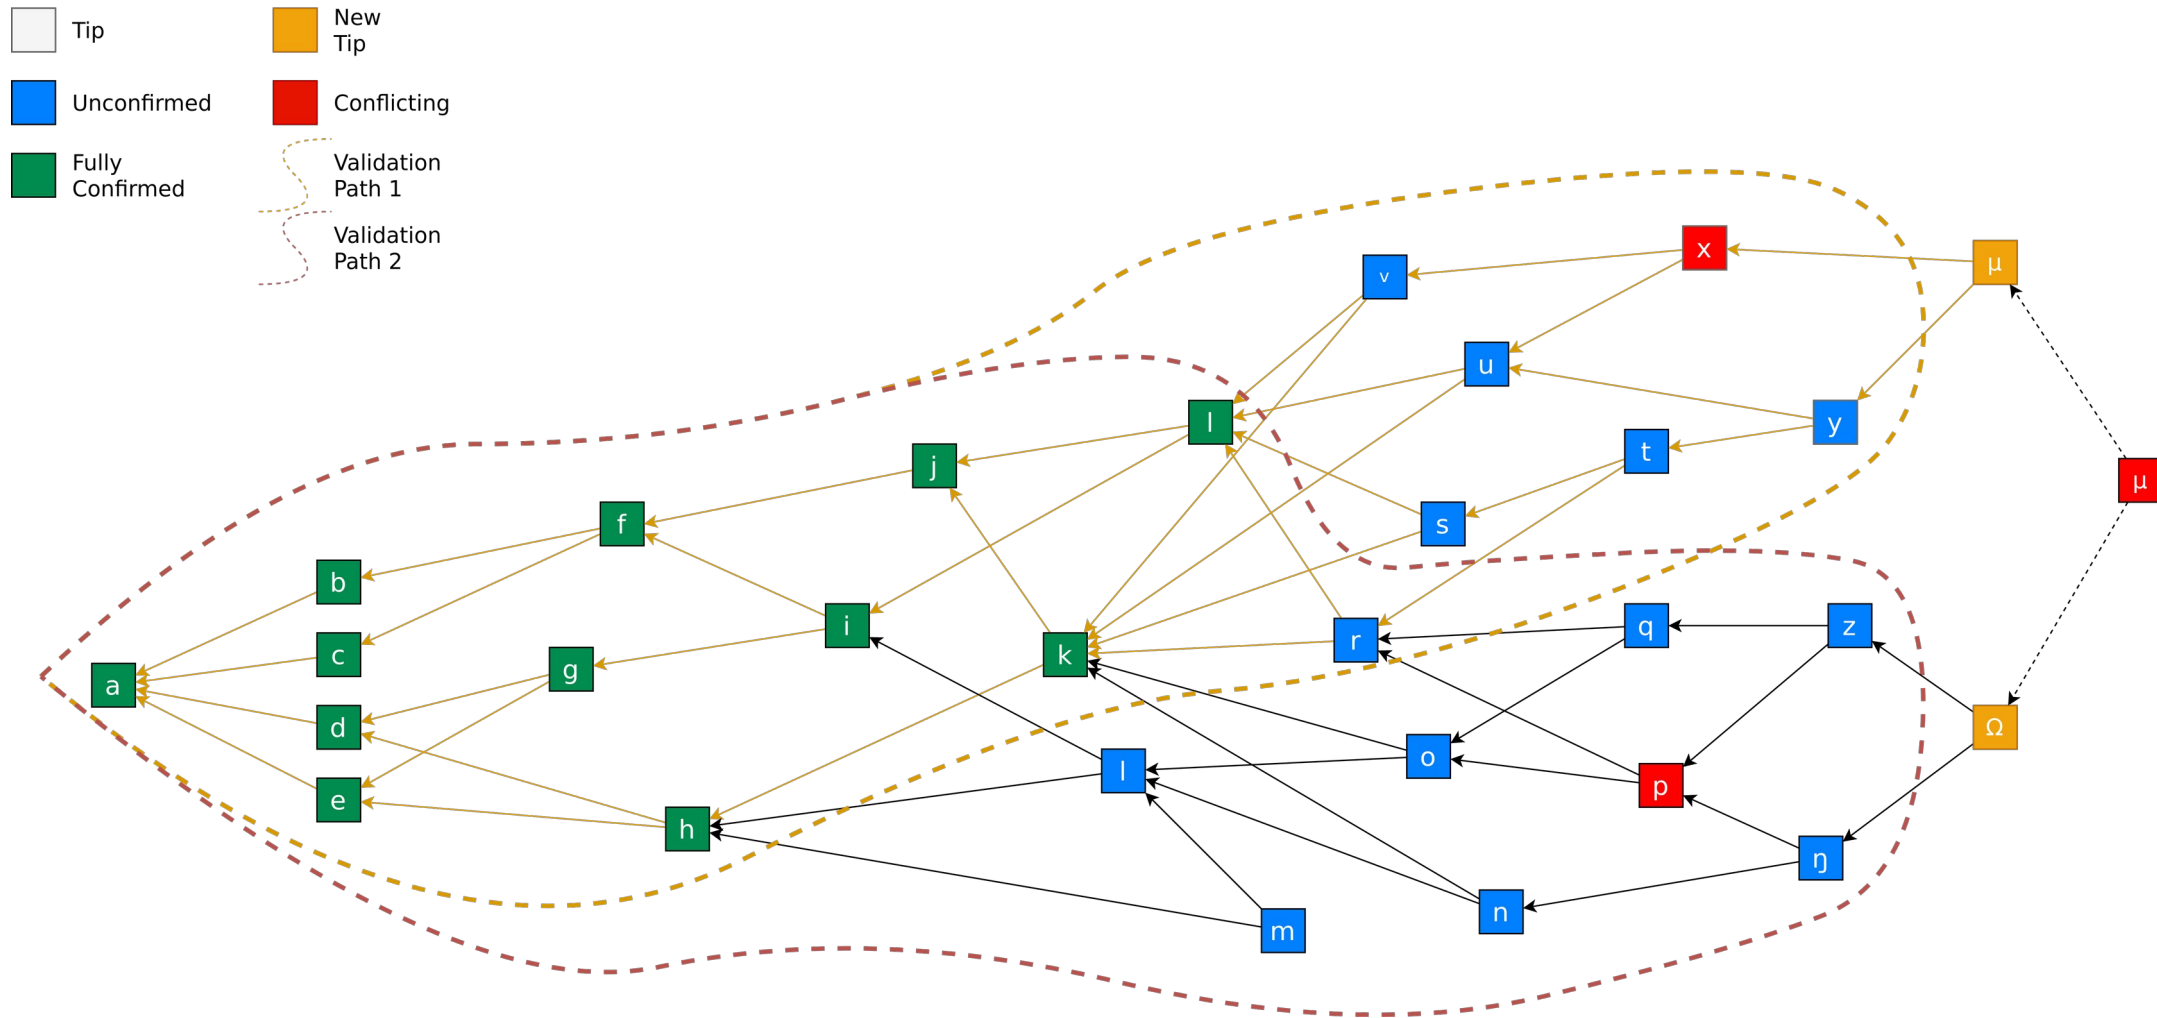 Tip
New
Tip
Unconfirmed
Conflicting
Fully
Confirmed
Validation
Path 1
Validation
Path 2
x
μ
v
u
l
y
t
j
μ
s
f
b
i
q
z
r
c
k
g
a
d
Ω
o
l
p
e
h
ŋ
n
m